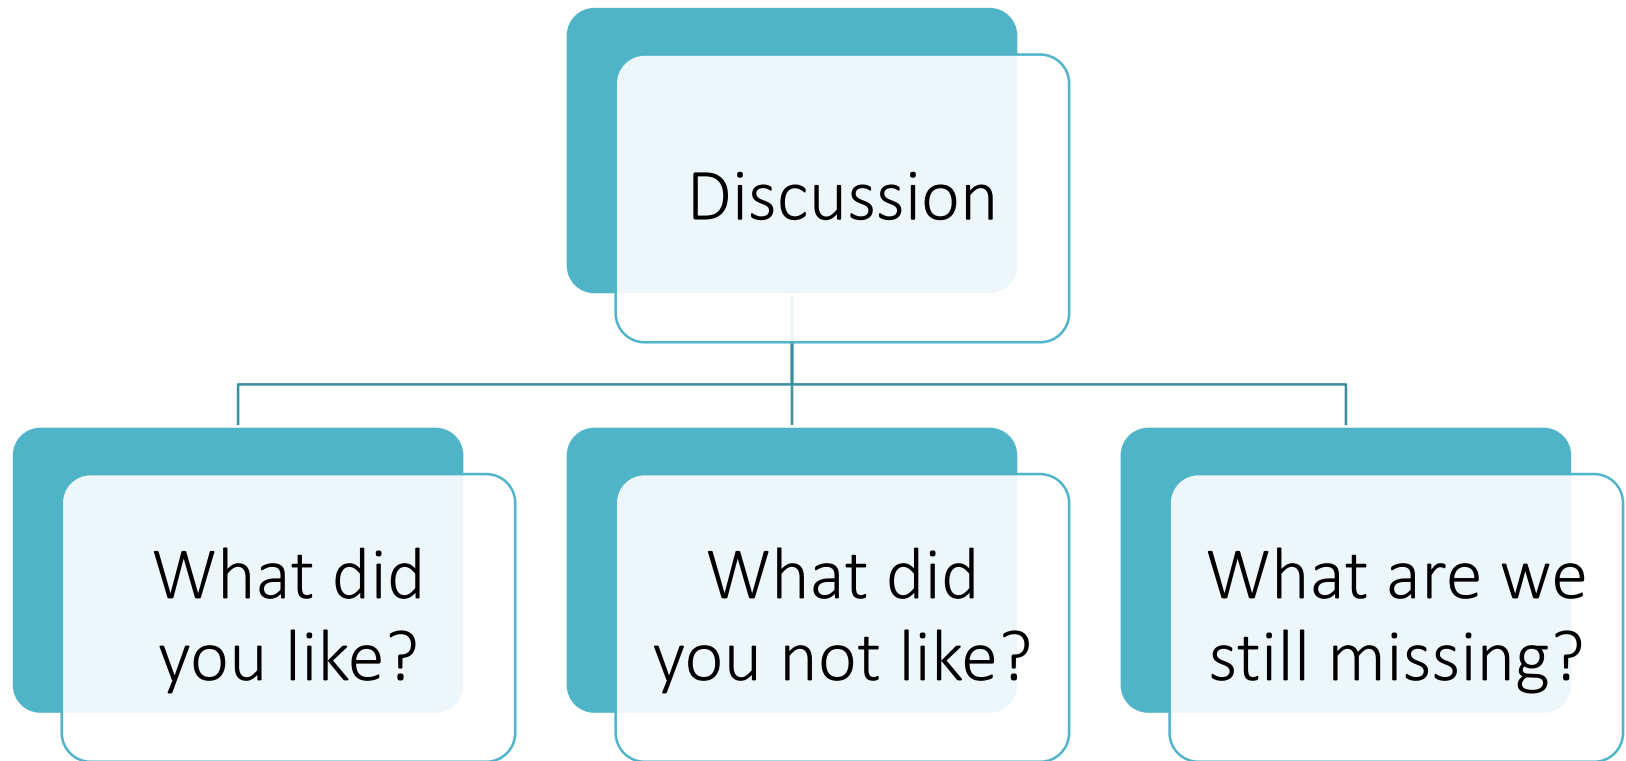 Discussion
What did
you like?
What did
you not like?
What are we
still missing?